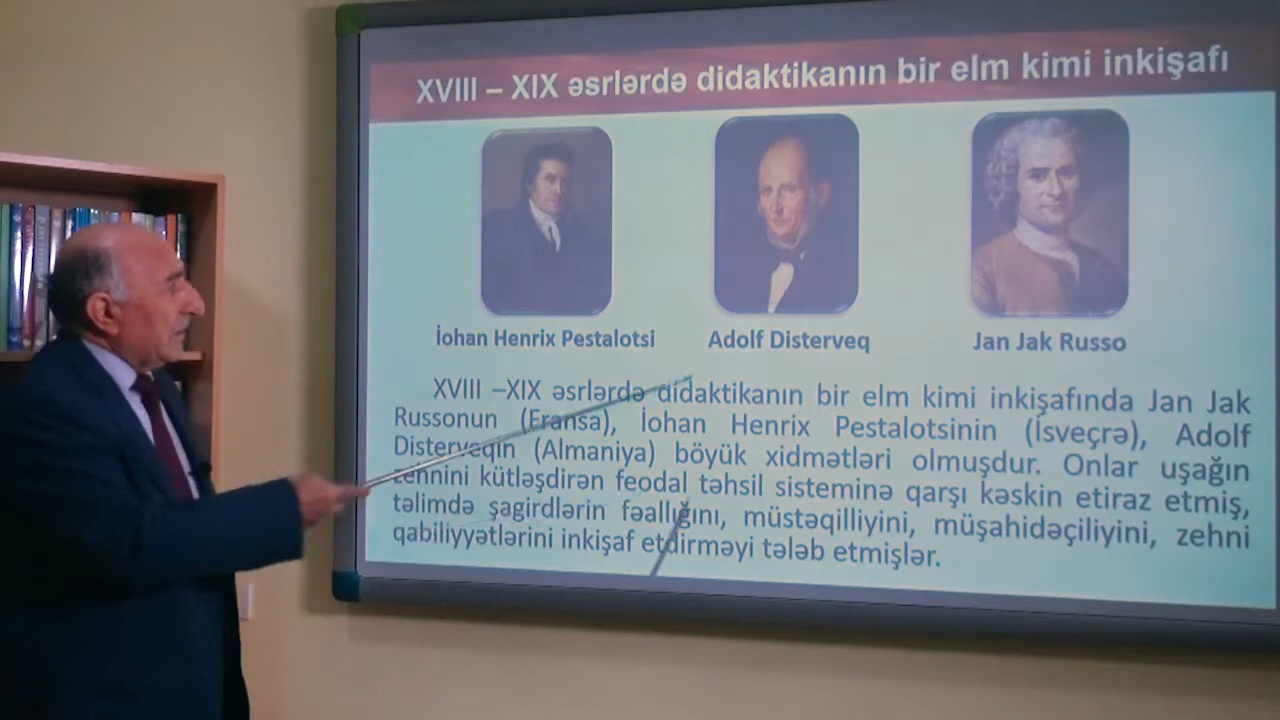 XVIII – XIX əsrlərdə didaktikanın bir elm kimi inkişafı
İohan Henrix Pestalotsi
Adolf Disterveq
Jan Jak Russo
XVIII –XIX əsrlərdə didaktikanın bir elm kimi inkişafında Jan Jak
Russonun (Fransa), İohan Henrix Pestalotsinin (İsveçrə), Adolf
Disterveqin (Almaniya) böyük xidmətləri olmuşdur. Onlar uşağın
zehnini kütləşdirən feodal təhsil sisteminə qarşı kəskin etiraz etmiş,
təlimdə şagirdlərin fəallığını, müstəqilliyini, müşahidəçiliyini, zehni
qabiliyyətlərini inkişaf etdirməyi tələb etmişlər.